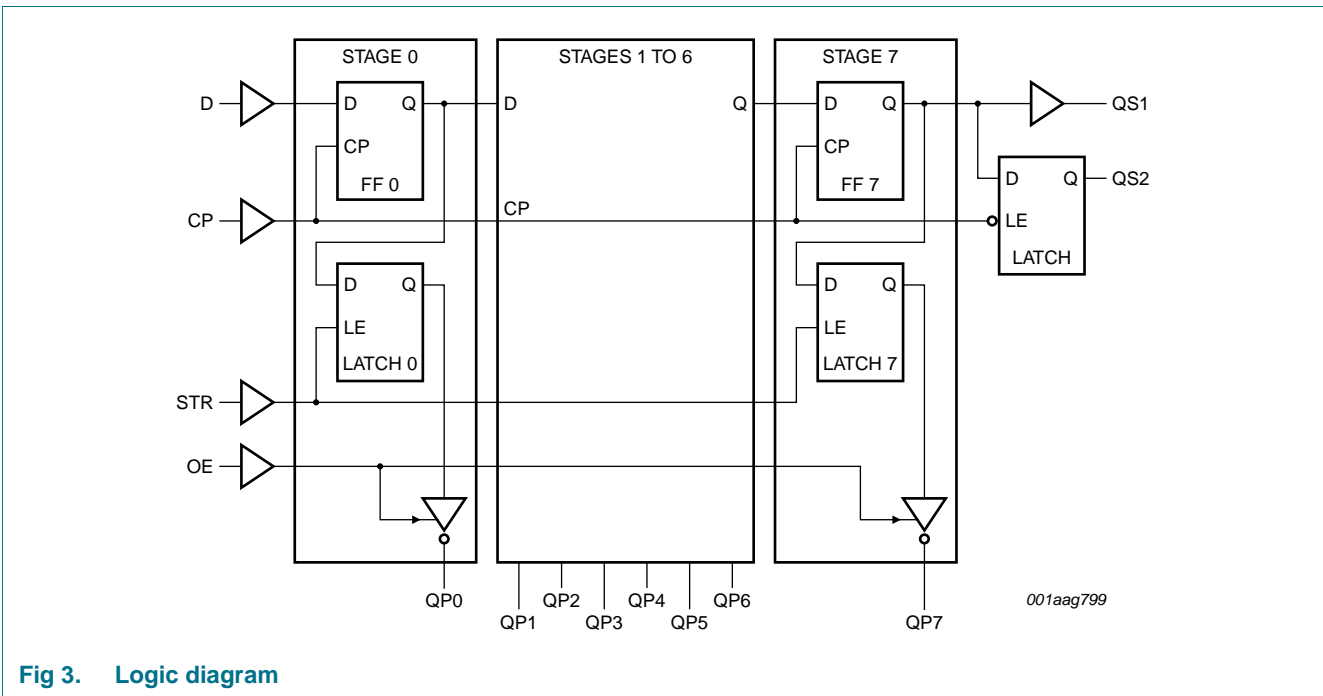 STAGE 0
STAGES 1 TO 6
STAGE 7
D
D
Q
D
Q
D
Q
QS1
CP
CP
FF 0
FF 7
D
Q
QS2
CP
CP
LE
LATCH
D
Q
D
Q
LE
LE
LATCH 0
LATCH 7
STR
OE
QP0
QP2
QP4
QP6
QP1
QP3
QP5
QP7
001aag799
Fig 3. Logic diagram